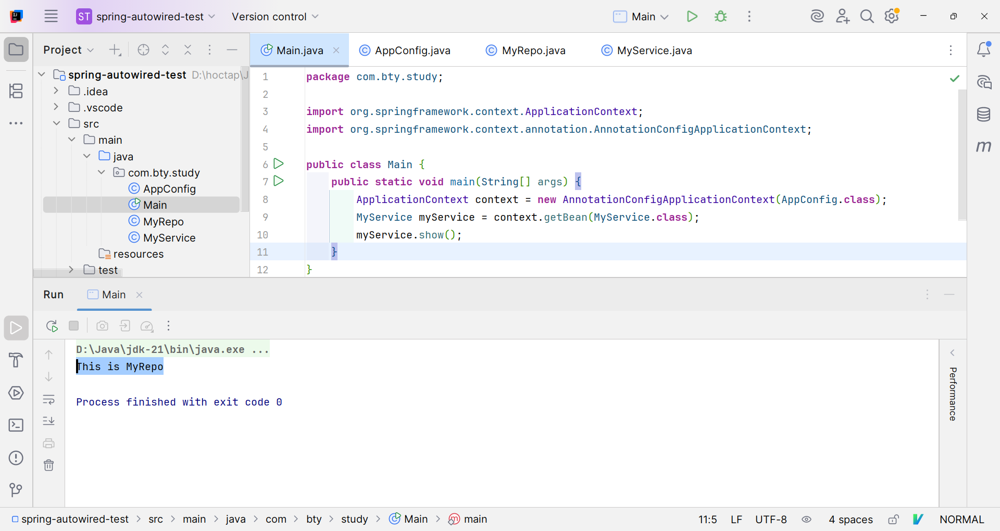 ST spring-autowired-test Version control Main
Project
Main.java AppConfig.java MyRepo.java MyService.java
spring-autowired-test D:\hoctap\J
.idea
.vscode
src
main
java
com.bty.study
AppConfig
Main
MyRepo
MyService
resources
test
1 package com.bty.study;
2
3 import org.springframework.context.ApplicationContext;
4 import org.springframework.context.annotation.AnnotationConfigApplicationContext;
5
6 public class Main {
7 public static void main(String[] args) {
8 ApplicationContext context = new AnnotationConfigApplicationContext(AppConfig.class);
9 MyService myService = context.getBean(MyService.class);
10 myService.show();
11 }
12 }
Run Main
D:\Java\jdk-21\bin\java.exe ...
This is MyRepo
Process finished with exit code 0
Performance
spring-autowired-test > src > main > java > com > bty > study > Main > main
11:5 LF UTF-8 4 spaces NORMAL